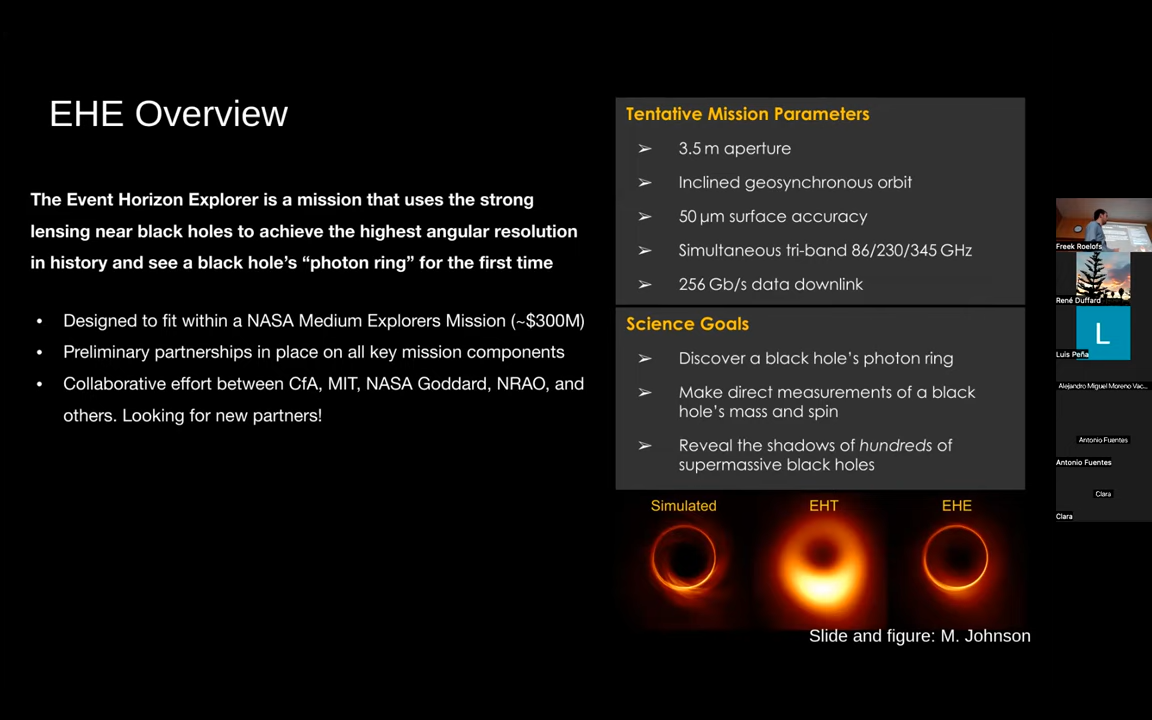 EHE Overview
The Event Horizon Explorer is a mission that uses the strong
lensing near black holes to achieve the highest angular resolution
in history and see a black hole’s “photon ring” for the first time
• Designed to fit within a NASA Medium Explorers Mission (~$300M)
• Preliminary partnerships in place on all key mission components
• Collaborative effort between CfA, MIT, NASA Goddard, NRAO, and
others. Looking for new partners!
Tentative Mission Parameters
➢ 3.5 m aperture
➢ Inclined geosynchronous orbit
➢ 50 μm surface accuracy
➢ Simultaneous tri-band 86/230/345 GHz
➢ 256 Gb/s data downlink
Science Goals
➢ Discover a black hole’s photon ring
➢ Make direct measurements of a black
hole’s mass and spin
➢ Reveal the shadows of hundreds of
supermassive black holes
Simulated EHT EHE
Slide and figure: M. Johnson
Freek Roelofs
René Duffard
L
Luis Peña
Alejandro Miguel Moreno Vac...
Antonio Fuentes
Antonio Fuentes
Clara
Clara